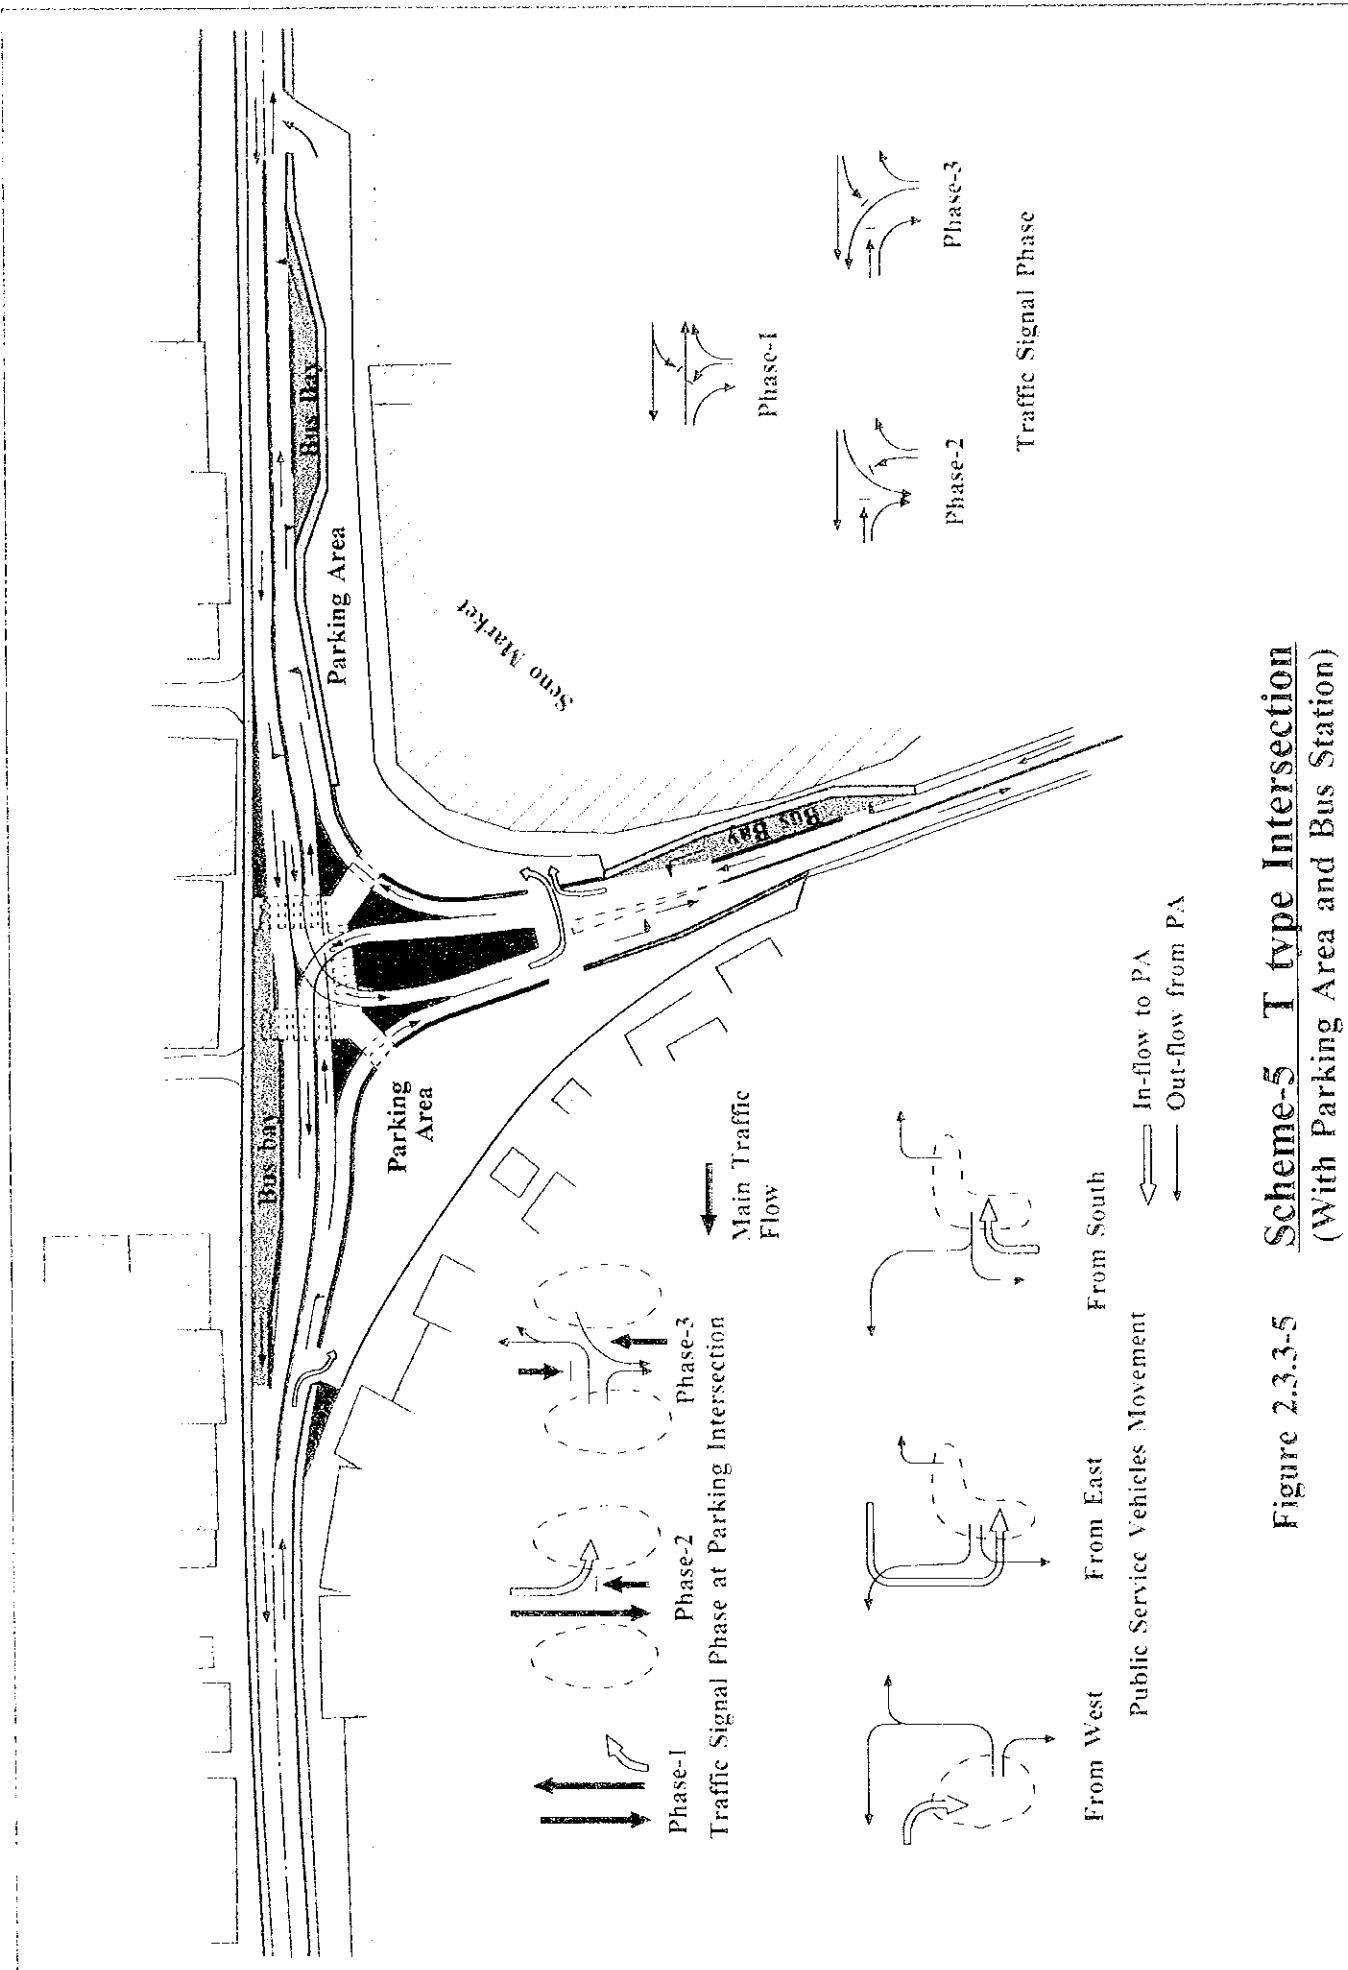 Bus bay
Bus Bay
Parking Area
Parking
Area
Bus Bay
Seno Market
Main Traffic
Flow
Phase-1
Phase-2
Phase-3
Traffic Signal Phase at Parking Intersection
Phase-1
Phase-2
Phase-3
Traffic Signal Phase
From West
From East
From South
Public Service Vehicles Movement
In-flow to PA
Out-flow from PA
Figure 2.3.3-5 Scheme-5 T type Intersection
(With Parking Area and Bus Station)